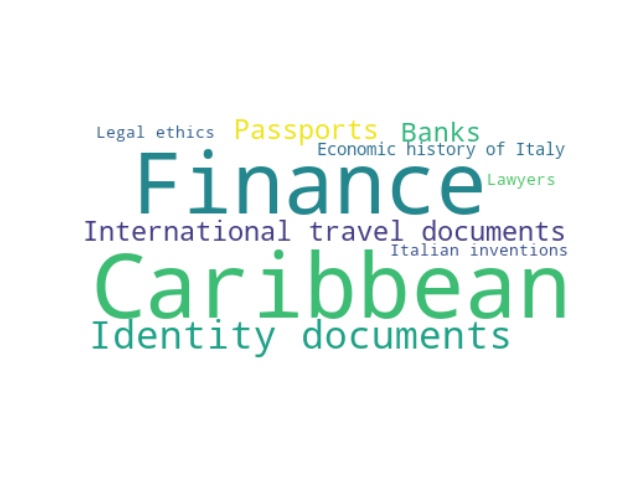 Legal ethics
Passports
Banks
Economic history of Italy
Finance
Lawyers
International travel documents
Italian inventions
Caribbean
Identity documents